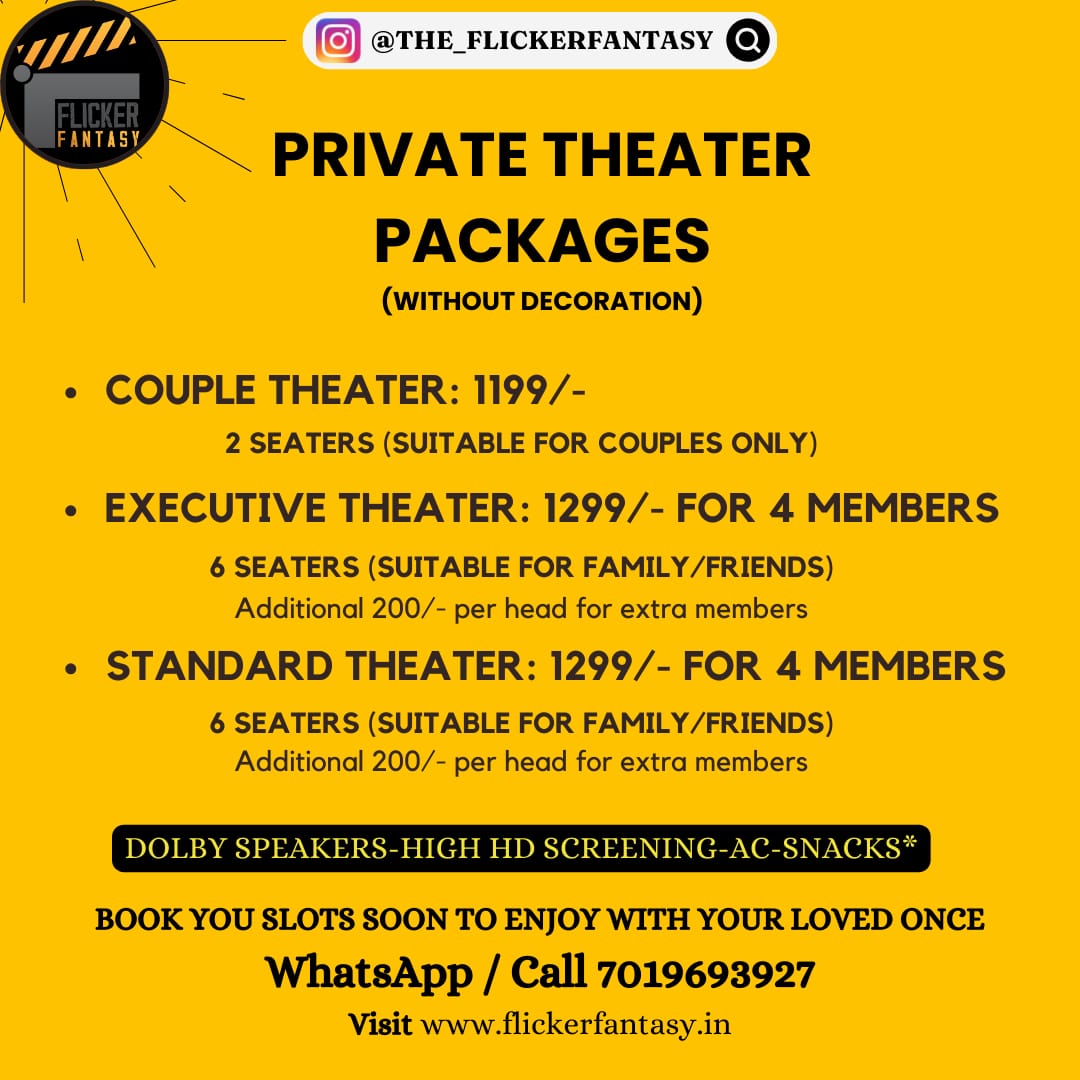 FLICKER
FANTASY
@THE_FLICKERFANTASY
PRIVATE THEATER
PACKAGES
(WITHOUT DECORATION)
• COUPLE THEATER: 1199/-
2 SEATERS (SUITABLE FOR COUPLES ONLY)
• EXECUTIVE THEATER: 1299/- FOR 4 MEMBERS
6 SEATERS (SUITABLE FOR FAMILY/FRIENDS)
Additional 200/- per head for extra members
• STANDARD THEATER: 1299/- FOR 4 MEMBERS
6 SEATERS (SUITABLE FOR FAMILY/FRIENDS)
Additional 200/- per head for extra members
DOLBY SPEAKERS-HIGH HD SCREENING-AC-SNACKS*
BOOK YOU SLOTS SOON TO ENJOY WITH YOUR LOVED ONCE
WhatsApp / Call 7019693927
Visit www.flickerfantasy.in